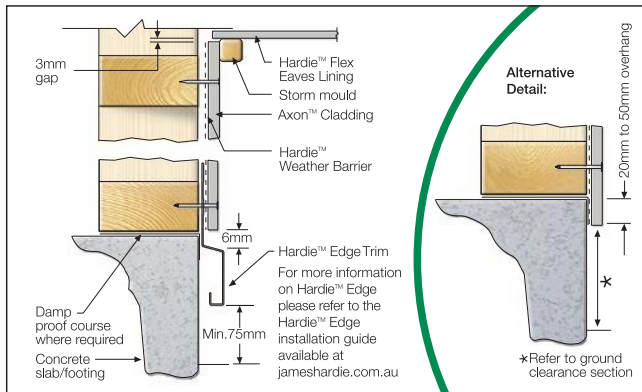 3mm
gap
Hardie™ Flex
Eaves Lining
Storm mould
Axon™ Cladding
Hardie™
Weather Barrier
6mm
Hardie™ Edge Trim
For more information
on Hardie™ Edge
please refer to the
Hardie™ Edge
installation guide
available at
jameshardie.com.au
Min.75mm
Damp
proof course
where required
Concrete
slab/footing
Alternative
Detail:
20mm to 50mm overhang
*
*Refer to ground
clearance section